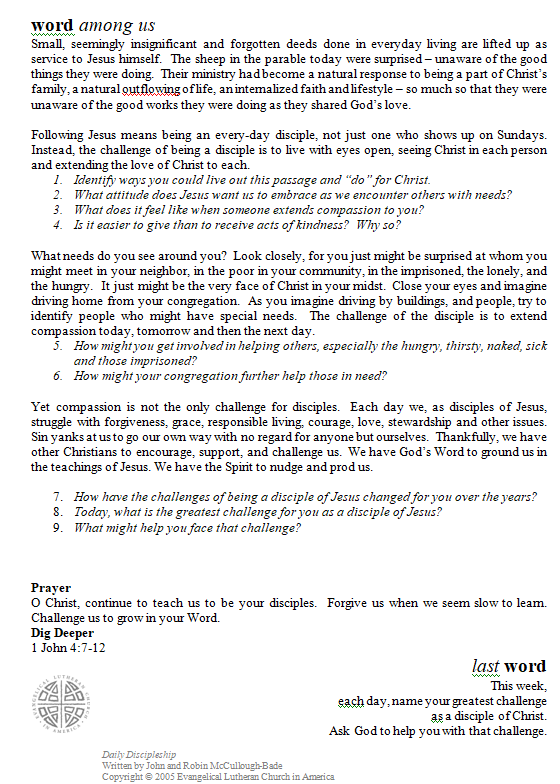 word among us
Small, seemingly insignificant and forgotten deeds done in everyday living are lifted up as
service to Jesus himself. The sheep in the parable today were surprised – unaware of the good
things they were doing. Their ministry had become a natural response to being a part of Christ's
family, a natural outflowing of life, an internalized faith and lifestyle – so much so that they were
unaware of the good works they were doing as they shared God's love.
Following Jesus means being an every-day disciple, not just one who shows up on Sundays.
Instead, the challenge of being a disciple is to live with eyes open, seeing Christ in each person
and extending the love of Christ to each.
1. Identify ways you could live out this passage and "do" for Christ.
2. What attitude does Jesus want us to embrace as we encounter others with needs?
3. What does it feel like when someone extends compassion to you?
4. Is it easier to give than to receive acts of kindness? Why so?
What needs do you see around you? Look closely, for you just might be surprised at whom you
might meet in your neighbor, in the poor in your community, in the imprisoned, the lonely, and
the hungry. It just might be the very face of Christ in your midst. Close your eyes and imagine
driving home from your congregation. As you imagine driving by buildings, and people, try to
identify people who might have special needs. The challenge of the disciple is to extend
compassion today, tomorrow and then the next day.
5. How might you get involved in helping others, especially the hungry, thirsty, naked, sick
and those imprisoned?
6. How might your congregation further help those in need?
Yet compassion is not the only challenge for disciples. Each day we, as disciples of Jesus,
struggle with forgiveness, grace, responsible living, courage, love, stewardship and other issues.
Sin yanks at us to go our own way with no regard for anyone but ourselves. Thankfully, we have
other Christians to encourage, support, and challenge us. We have God's Word to ground us in
the teachings of Jesus. We have the Spirit to nudge and prod us.
7. How have the challenges of being a disciple of Jesus changed for you over the years?
8. Today, what is the greatest challenge for you as a disciple of Jesus?
9. What might help you face that challenge?
Prayer
O Christ, continue to teach us to be your disciples. Forgive us when we seem slow to learn.
Challenge us to grow in your Word.
Dig Deeper
1 John 4:7-12
last word
This week,
each day, name your greatest challenge
as a disciple of Christ.
Ask God to help you with that challenge.
EVANGELICAL LUTHERAN CHURCH IN AMERICA
Daily Discipleship
Written by John and Robin McCullough-Bade
Copyright © 2005 Evangelical Lutheran Church in America